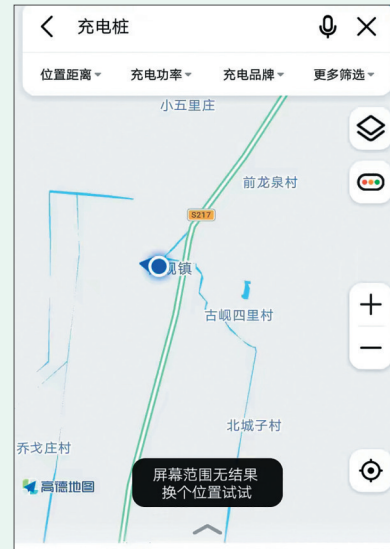 充电桩
位置距离 充电功率 充电品牌 更多筛选
小五里庄
前龙泉村
S217
岘镇
古岘四里村
北城子村
乔戈庄村
高德地图
屏幕范围无结果
换个位置试试